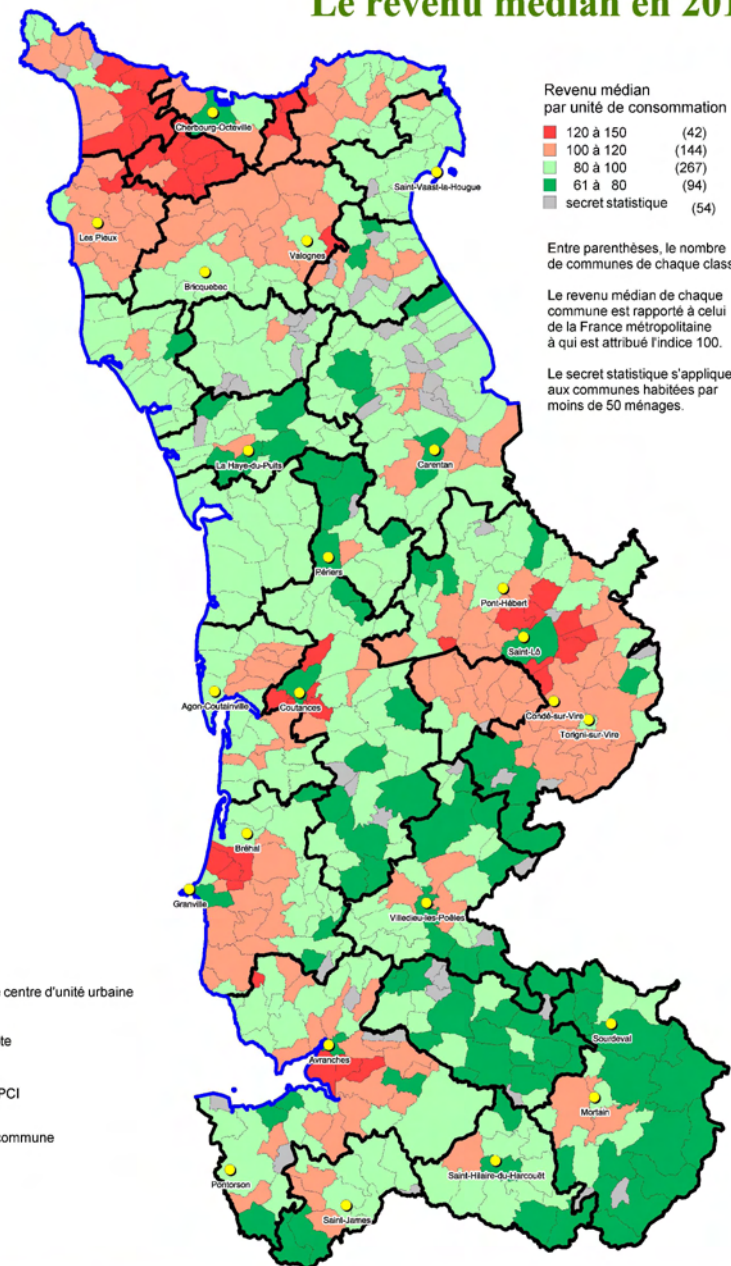 Le revenu médian en 201
Revenu médian
par unité de consommation
120 à 150 (42)
100 à 120 (144)
80 à 100 (267)
61 à 80 (94)
secret statistique (54)
Entre parenthèses, le nombre
de communes de chaque class
Le revenu médian de chaque
commune est rapporté à celui
de la France métropolitaine
à qui est attribué l'indice 100.
Le secret statistique s'applique
aux communes habitées par
moins de 50 ménages.
Cherbourg-Octeville
Saint-Vaast-la-Hougue
Les Pieux
Valognes
Bricquebec
La Haye-du-Puits
Carentan
Périers
Pont-Hébert
Saint-Lô
Agon-Coutainville
Coutances
Condé-sur-Vire
Torigni-sur-Vire
Bréhal
Granville
Villedieu-les-Poêles
centre d'unité urbaine
te
Sourdeval
Avranches
PCI
Mortain
commune
Saint-Hilaire-du-Harcouët
Pontorson
Saint-James